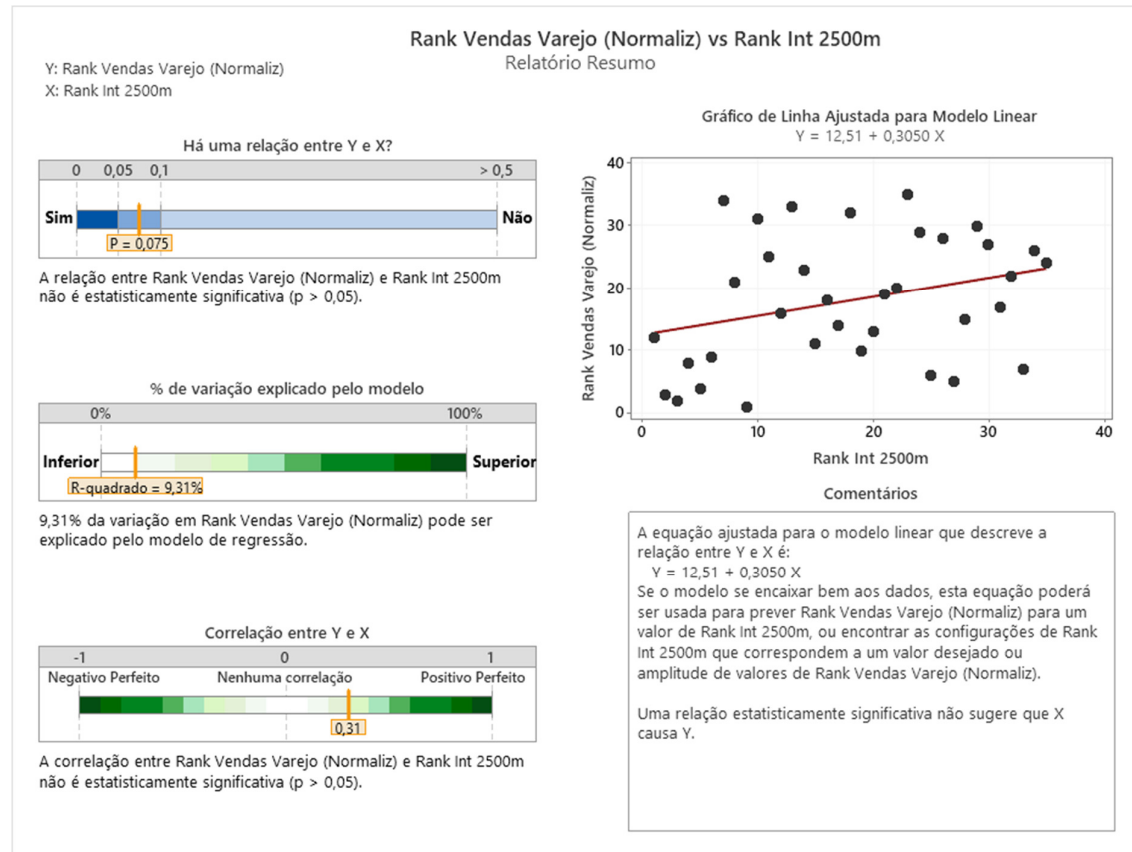 Rank Vendas Varejo (Normaliz) vs Rank Int 2500m
Relatório Resumo
Y: Rank Vendas Varejo (Normaliz)
X: Rank Int 2500m
Há uma relação entre Y e X?
0 0,05 0,1 > 0,5
Sim Não
P = 0,075
A relação entre Rank Vendas Varejo (Normaliz) e Rank Int 2500m
não é estatisticamente significativa (p > 0,05).
% de variação explicado pelo modelo
0% 100%
Inferior Superior
R-quadrado = 9,31%
9,31% da variação em Rank Vendas Varejo (Normaliz) pode ser
explicado pelo modelo de regressão.
Correlação entre Y e X
-1 0 1
Negativo Perfeito Nenhuma correlação Positivo Perfeito
0,31
A correlação entre Rank Vendas Varejo (Normaliz) e Rank Int 2500m
não é estatisticamente significativa (p > 0,05).
Gráfico de Linha Ajustada para Modelo Linear
Y = 12,51 + 0,3050 X
Rank Vendas Varejo (Normaliz)
40
30
20
10
0
0 10 20 30 40
Rank Int 2500m
Comentários
A equação ajustada para o modelo linear que descreve a
relação entre Y e X é:
Y = 12,51 + 0,3050 X
Se o modelo se encaixar bem aos dados, esta equação poderá
ser usada para prever Rank Vendas Varejo (Normaliz) para um
valor de Rank Int 2500m, ou encontrar as configurações de Rank
Int 2500m que correspondem a um valor desejado ou
amplitude de valores de Rank Vendas Varejo (Normaliz).
Uma relação estatisticamente significativa não sugere que X
causa Y.